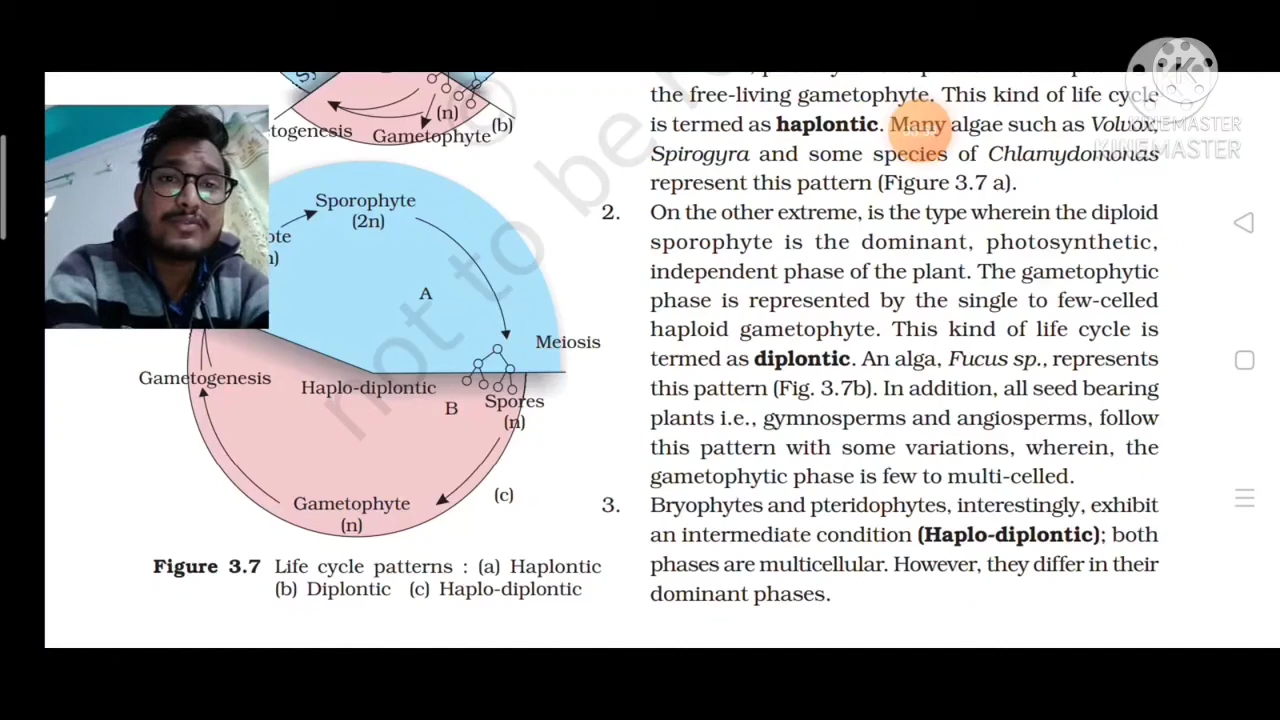 (n)
togenesis
Gametophyte
(b)
Sporophyte
(2n)
ote
n)
A
Meiosis
Gametogenesis
Haplo-diplontic
B
Spores
(n)
Gametophyte
(n)
(c)
Figure 3.7 Life cycle patterns : (a) Haplontic
(b) Diplontic (c) Haplo-diplontic
not to be
the free-living gametophyte. This kind of life cycle
is termed as haplontic. Many algae such as Volvox,
Spirogyra and some species of Chlamydomonas
represent this pattern (Figure 3.7 a).
2. On the other extreme, is the type wherein the diploid
sporophyte is the dominant, photosynthetic,
independent phase of the plant. The gametophytic
phase is represented by the single to few-celled
haploid gametophyte. This kind of life cycle is
termed as diplontic. An alga, Fucus sp., represents
this pattern (Fig. 3.7b). In addition, all seed bearing
plants i.e., gymnosperms and angiosperms, follow
this pattern with some variations, wherein, the
gametophytic phase is few to multi-celled.
3. Bryophytes and pteridophytes, interestingly, exhibit
an intermediate condition (Haplo-diplontic); both
phases are multicellular. However, they differ in their
dominant phases.
KINEMASTER
KINEMASTER